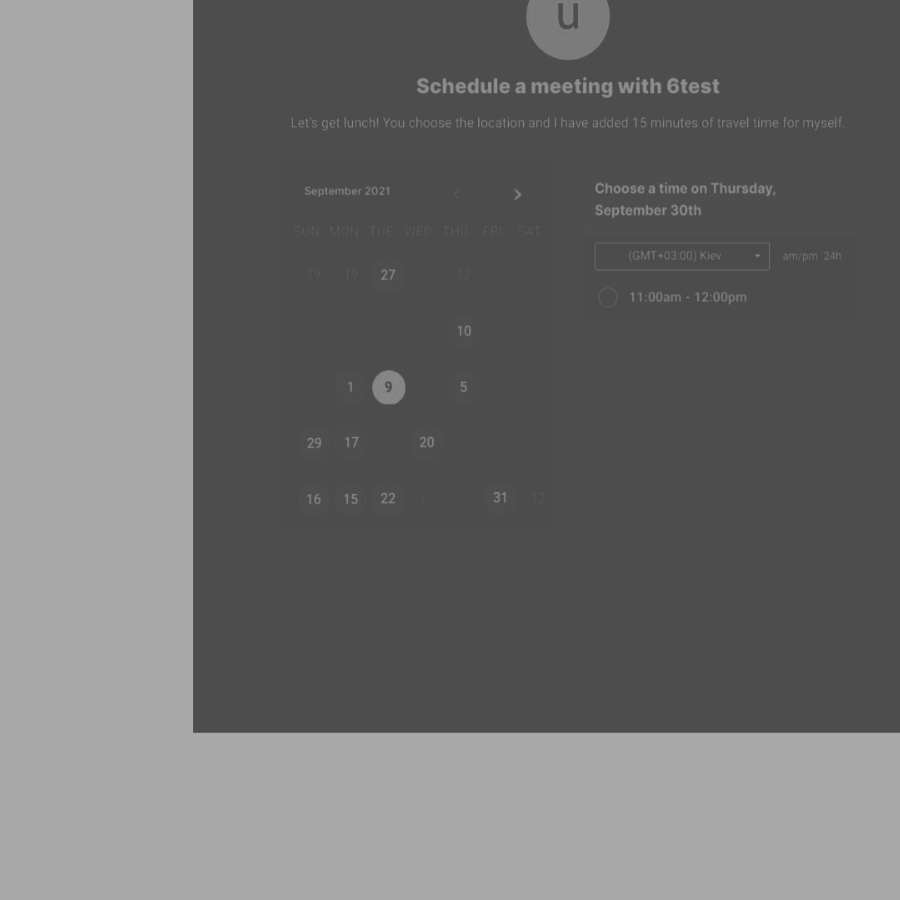 u
Schedule a meeting with 6test
Let's get lunch! You choose the location and I have added 15 minutes of travel time for myself.
September 2021
SUN MON TUE WED THU FRI SAT
19 27 12
10
1 9 5
29 17 20
16 15 22 31 12
Choose a time on Thursday,
September 30th
(GMT+03:00) Kiev am/pm 24h
11:00am - 12:00pm